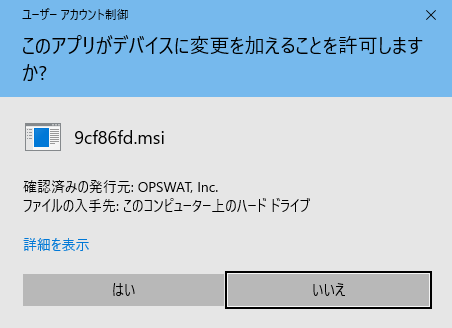 ユーザー アカウント制御
このアプリがデバイスに変更を加えることを許可します
か?
9cf86fd.msi
確認済みの発行元: OPSWAT, Inc.
ファイルの入手先: このコンピューター上のハード ドライブ
詳細を表示
はい
いいえ